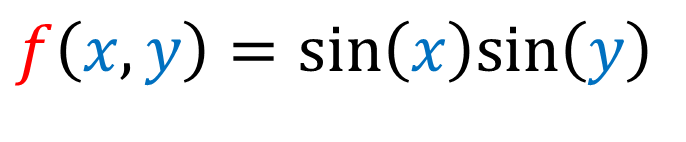 f(x, y) = sin(x)sin(y)